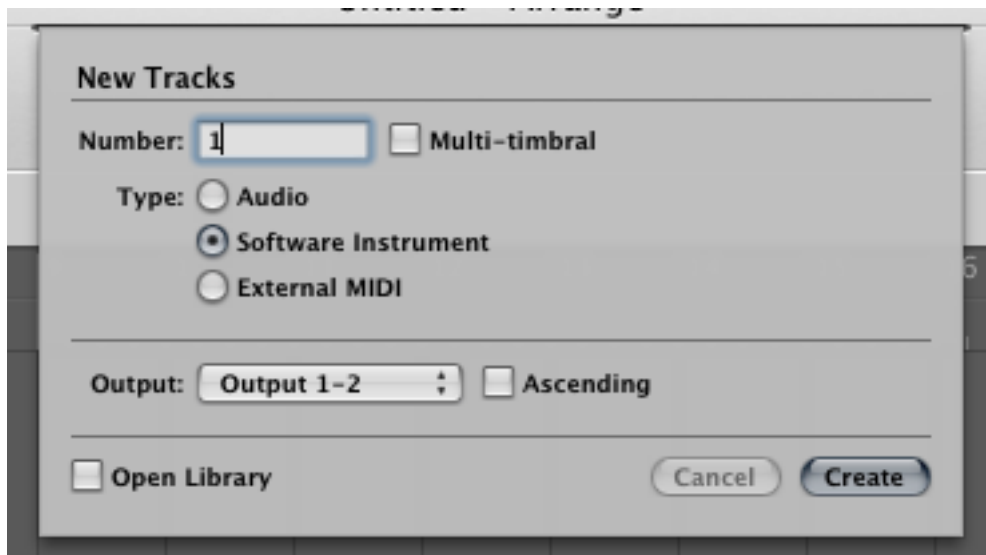 New Tracks
Number: 1 Multi-timbral
Type: Audio
Software Instrument
External MIDI
Output: Output 1-2 Ascending
Open Library Cancel Create
6